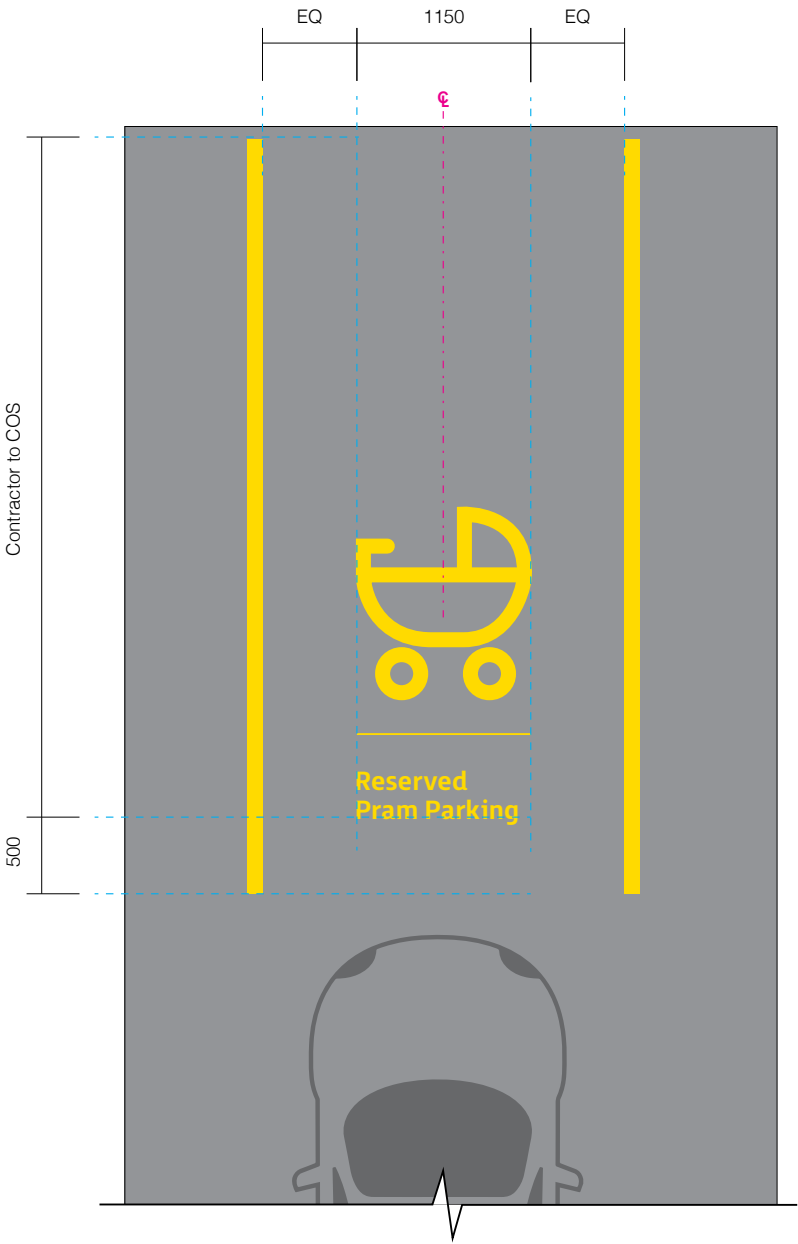 EQ 1150 EQ
℄
Contractor to COS
Reserved
Pram Parking
500